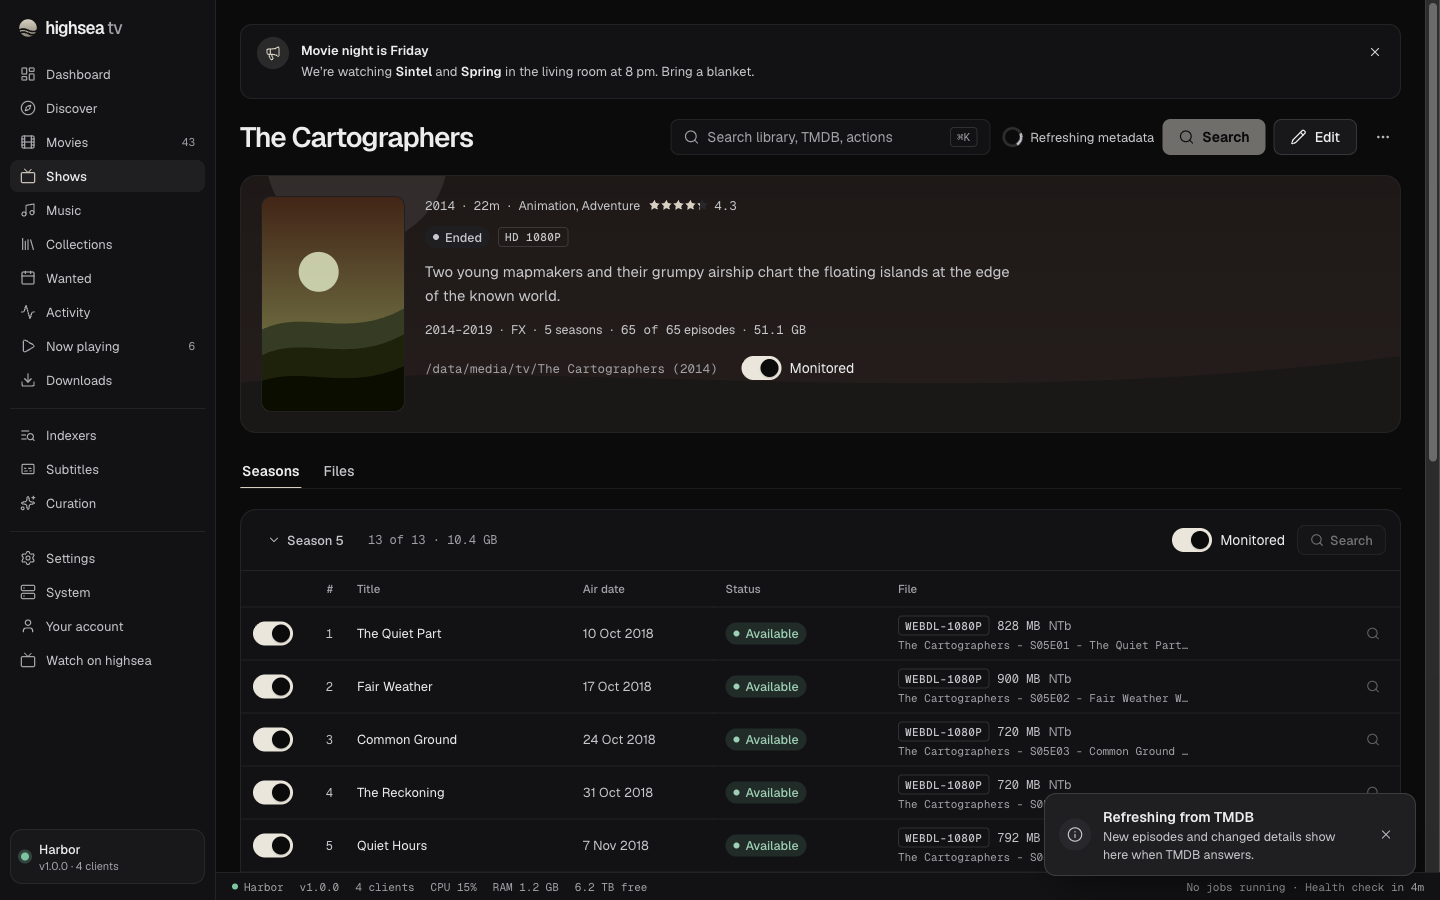 highsea tv
Dashboard
Discover
Movies 43
Shows
Music
Collections
Wanted
Activity
Now playing 6
Downloads
Indexers
Subtitles
Curation
Settings
System
Your account
Watch on highsea
Harbor
v1.0.0 · 4 clients
Movie night is Friday
We're watching Sintel and Spring in the living room at 8 pm. Bring a blanket.
The Cartographers
Search library, TMDB, actions ⌘K
Refreshing metadata
Search
Edit
2014 · 22m · Animation, Adventure 4.3
Ended HD 1080P
Two young mapmakers and their grumpy airship chart the floating islands at the edge
of the known world.
2014–2019 · FX · 5 seasons · 65 of 65 episodes · 51.1 GB
/data/media/tv/The Cartographers (2014) Monitored
Seasons Files
Season 5 13 of 13 · 10.4 GB Monitored Search
# Title Air date Status File
1 The Quiet Part 10 Oct 2018 Available WEBDL-1080P 828 MB NTb
The Cartographers - S05E01 - The Quiet Part…
2 Fair Weather 17 Oct 2018 Available WEBDL-1080P 900 MB NTb
The Cartographers - S05E02 - Fair Weather W…
3 Common Ground 24 Oct 2018 Available WEBDL-1080P 720 MB NTb
The Cartographers - S05E03 - Common Ground …
4 The Reckoning 31 Oct 2018 Available WEBDL-1080P 720 MB NTb
The Cartographers - S0
5 Quiet Hours 7 Nov 2018 Available WEBDL-1080P 792 MB
The Cartographers - S0
Refreshing from TMDB
New episodes and changed details show
here when TMDB answers.
Harbor v1.0.0 4 clients CPU 15% RAM 1.2 GB 6.2 TB free
No jobs running · Health check in 4m